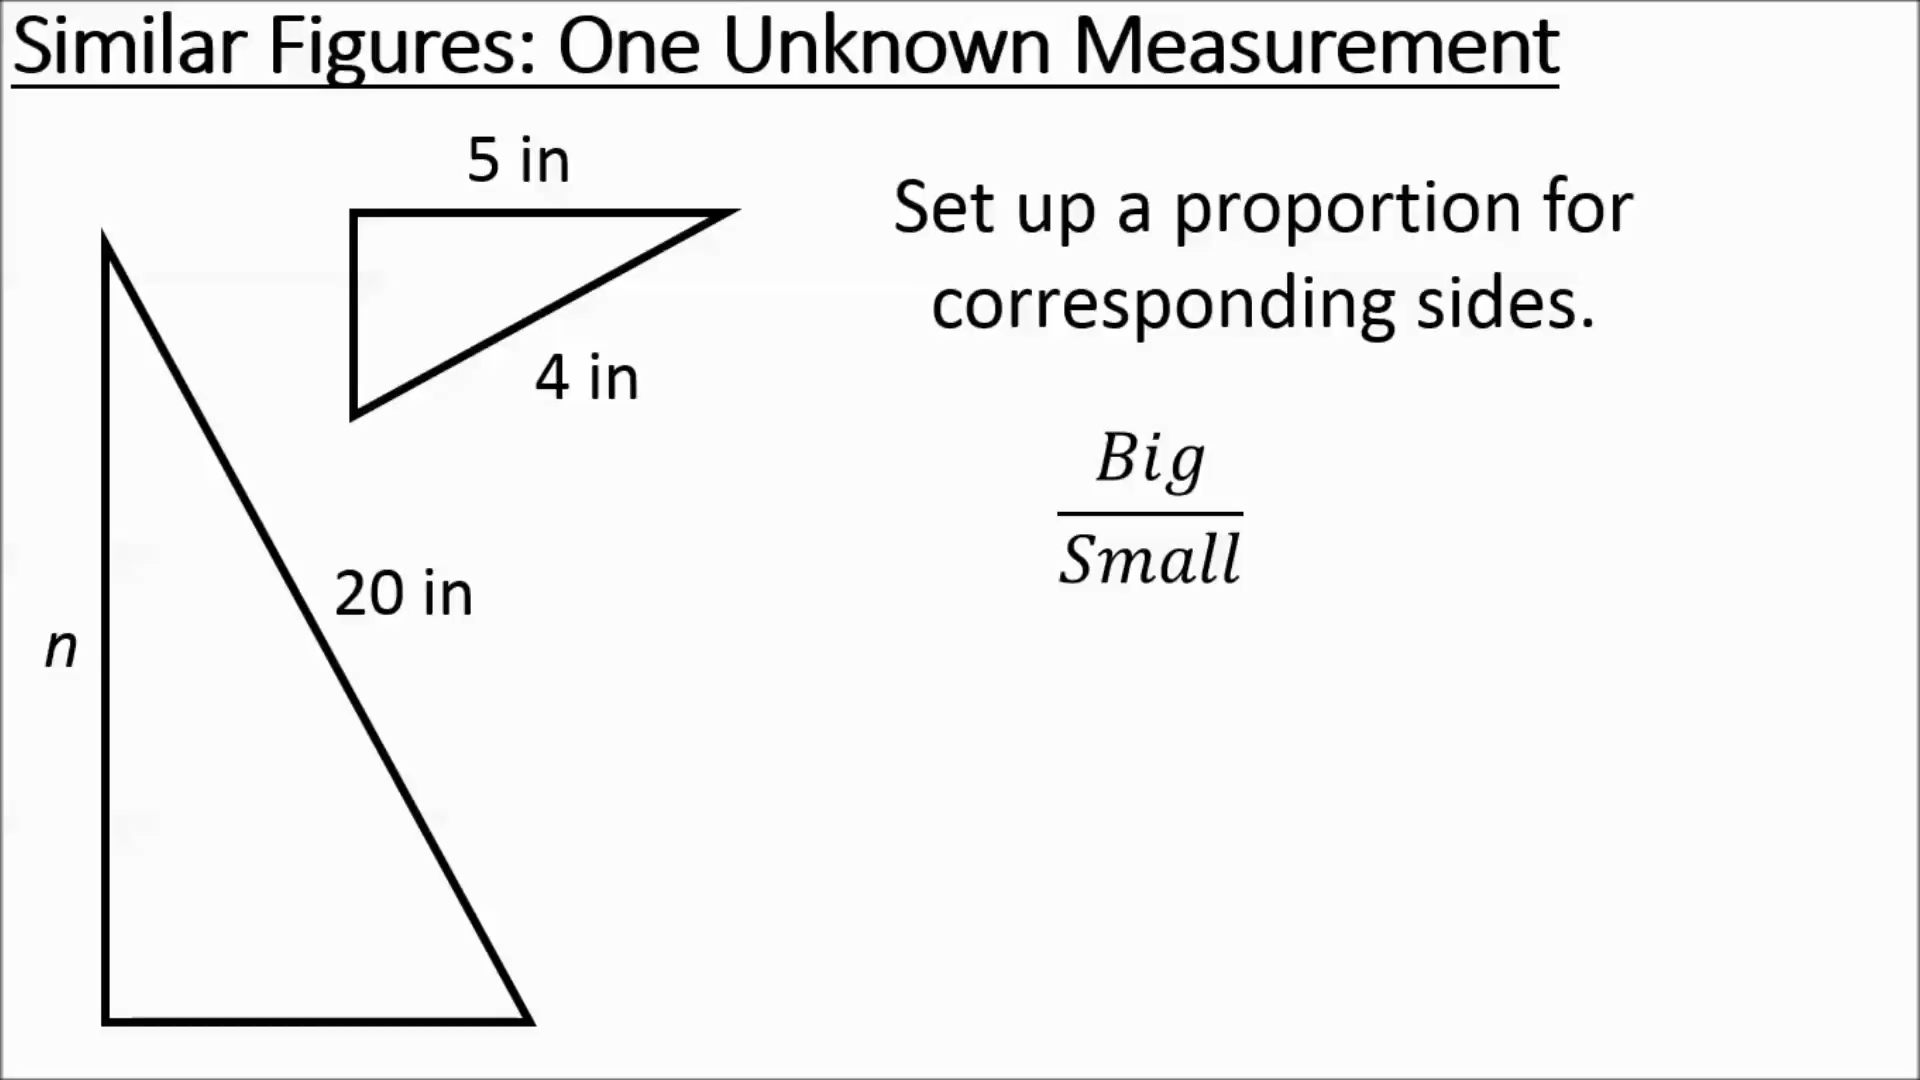 Similar Figures: One Unknown Measurement
5 in
Set up a proportion for
corresponding sides.
4 in
Big
Small
20 in
n